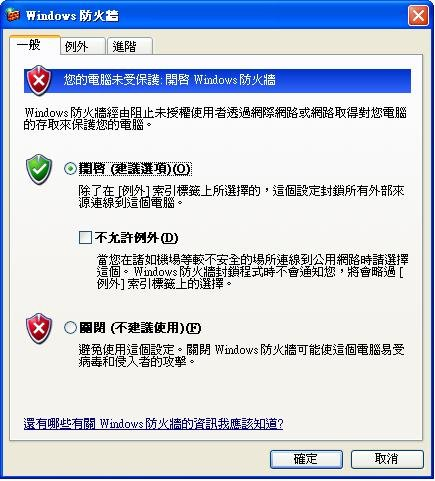 Windows 防火牆
一般 例外 進階
您的電腦未受保護: 開啓 Windows 防火牆
Windows 防火牆經由阻止未授權使用者透過網際網路或網路取得對您電腦
的存取來保護您的電腦。
開啓 (建議選項)(O)
除了在 [例外] 索引標籤上所選擇的，這個設定封鎖所有外部來
源連線到這個電腦。
不允許例外(D)
當您在諸如機場等較不安全的場所連線到公用網路時請選擇
這個。Windows 防火牆封鎖程式時不會通知您，將會略過 [
例外] 索引標籤上的選擇。
關閉 (不建議使用)(F)
避免使用這個設定。關閉 Windows 防火牆可能使這個電腦易受
病毒和侵入者的攻擊。
還有哪些有關 Windows 防火牆的資訊我應該知道?
確定 取消